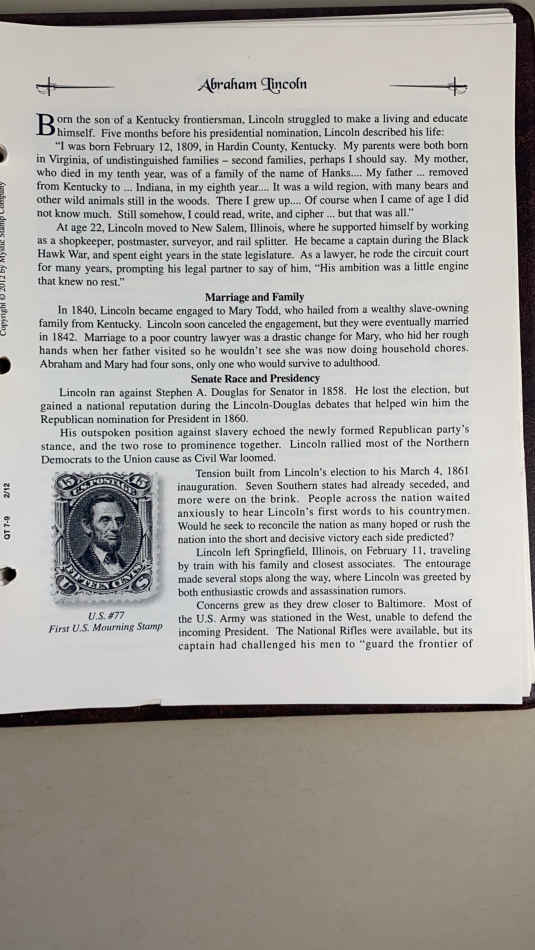 Abraham Lincoln
Born the son of a Kentucky frontiersman, Lincoln struggled to make a living and educate
himself. Five months before his presidential nomination, Lincoln described his life:
"I was born February 12, 1809, in Hardin County, Kentucky. My parents were both born
in Virginia, of undistinguished families – second families, perhaps I should say. My mother,
who died in my tenth year, was of a family of the name of Hanks.... My father ... removed
from Kentucky to ... Indiana, in my eighth year.... It was a wild region, with many bears and
other wild animals still in the woods. There I grew up.... Of course when I came of age I did
not know much. Still somehow, I could read, write, and cipher ... but that was all."
At age 22, Lincoln moved to New Salem, Illinois, where he supported himself by working
as a shopkeeper, postmaster, surveyor, and rail splitter. He became a captain during the Black
Hawk War, and spent eight years in the state legislature. As a lawyer, he rode the circuit court
for many years, prompting his legal partner to say of him, "His ambition was a little engine
that knew no rest."
Marriage and Family
In 1840, Lincoln became engaged to Mary Todd, who hailed from a wealthy slave-owning
family from Kentucky. Lincoln soon canceled the engagement, but they were eventually married
in 1842. Marriage to a poor country lawyer was a drastic change for Mary, who hid her rough
hands when her father visited so he wouldn't see she was now doing household chores.
Abraham and Mary had four sons, only one who would survive to adulthood.
Senate Race and Presidency
Lincoln ran against Stephen A. Douglas for Senator in 1858. He lost the election, but
gained a national reputation during the Lincoln-Douglas debates that helped win him the
Republican nomination for President in 1860.
His outspoken position against slavery echoed the newly formed Republican party's
stance, and the two rose to prominence together. Lincoln rallied most of the Northern
Democrats to the Union cause as Civil War loomed.
Tension built from Lincoln's election to his March 4, 1861
inauguration. Seven Southern states had already seceded, and
more were on the brink. People across the nation waited
anxiously to hear Lincoln's first words to his countrymen.
Would he seek to reconcile the nation as many hoped or rush the
nation into the short and decisive victory each side predicted?
Lincoln left Springfield, Illinois, on February 11, traveling
by train with his family and closest associates. The entourage
made several stops along the way, where Lincoln was greeted by
both enthusiastic crowds and assassination rumors.
Concerns grew as they drew closer to Baltimore. Most of
the U.S. Army was stationed in the West, unable to defend the
incoming President. The National Rifles were available, but its
captain had challenged his men to "guard the frontier of
15 U.S. POSTAGE 15
FIFTEEN CENTS
U S
U.S. #77
First U.S. Mourning Stamp
Copyright © 2012 by Mystic Stamp Company
QT 7-9 2/12